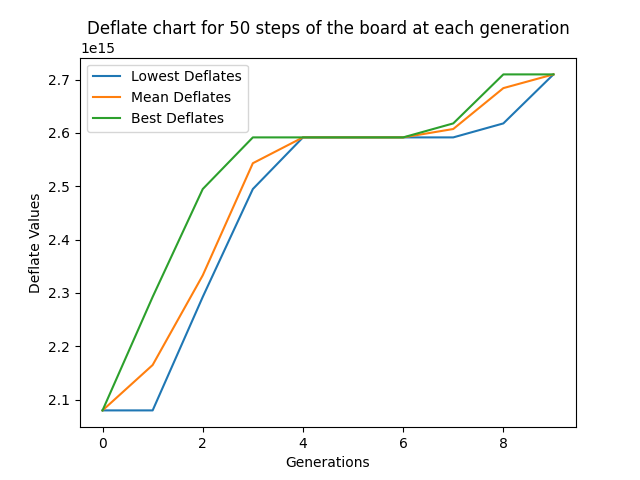 Deflate chart for 50 steps of the board at each generation
1e15
Lowest Deflates
Mean Deflates
Best Deflates
2.7
2.6
2.5
2.4
2.3
2.2
2.1
Deflate Values
0 2 4 6 8
Generations